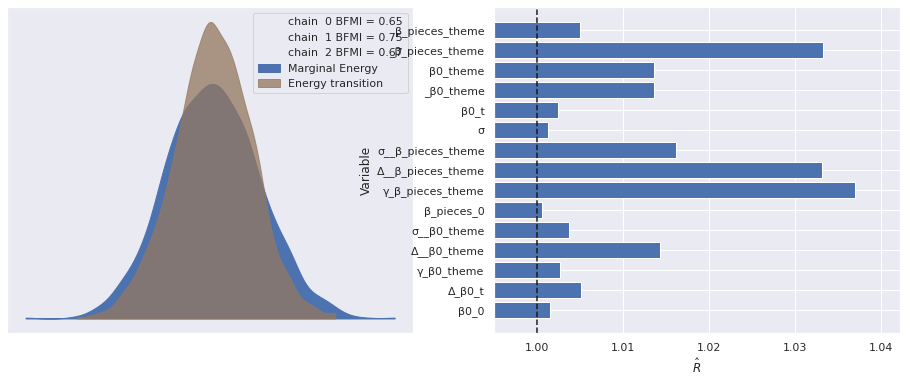 chain  0 BFMI = 0.65
chain  1 BFMI = 0.75
chain  2 BFMI = 0.67
Marginal Energy
Energy transition
Variable
β_pieces_theme
β_pieces_theme
β0_theme
_β0_theme
β0_t
σ
σ__β_pieces_theme
Δ__β_pieces_theme
γ_β_pieces_theme
β_pieces_0
σ__β0_theme
Δ__β0_theme
γ_β0_theme
Δ_β0_t
β0_0
1.00
1.01
1.02
1.03
1.04
R̂